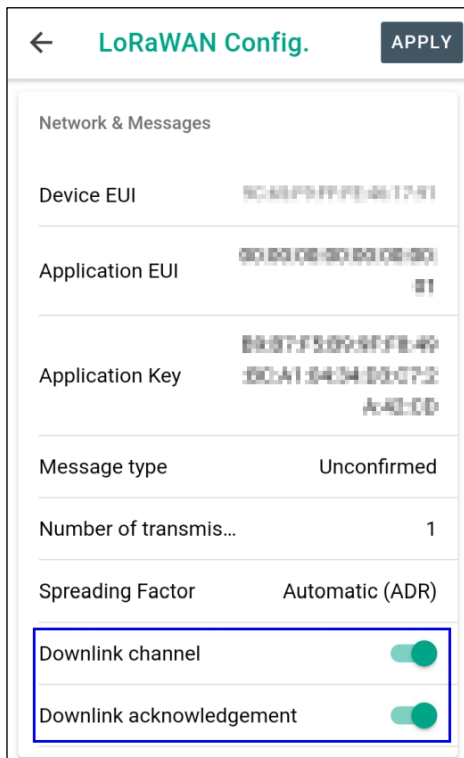 LoRaWAN Config.
APPLY
Network & Messages
Device EUI
Application EUI
Application Key
Message type Unconfirmed
Number of transmis... 1
Spreading Factor Automatic (ADR)
Downlink channel
Downlink acknowledgement